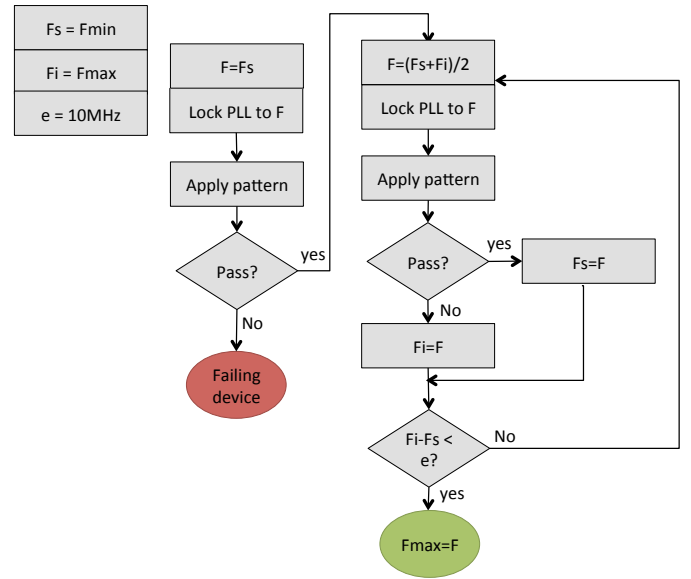 Fs = Fmin
Fi = Fmax
e = 10MHz
F=Fs
Lock PLL to F
Apply pattern
Pass?
yes
No
Failing
device
F=(Fs+Fi)/2
Lock PLL to F
Apply pattern
Pass?
yes
Fs=F
No
Fi=F
Fi-Fs <
e?
No
yes
Fmax=F